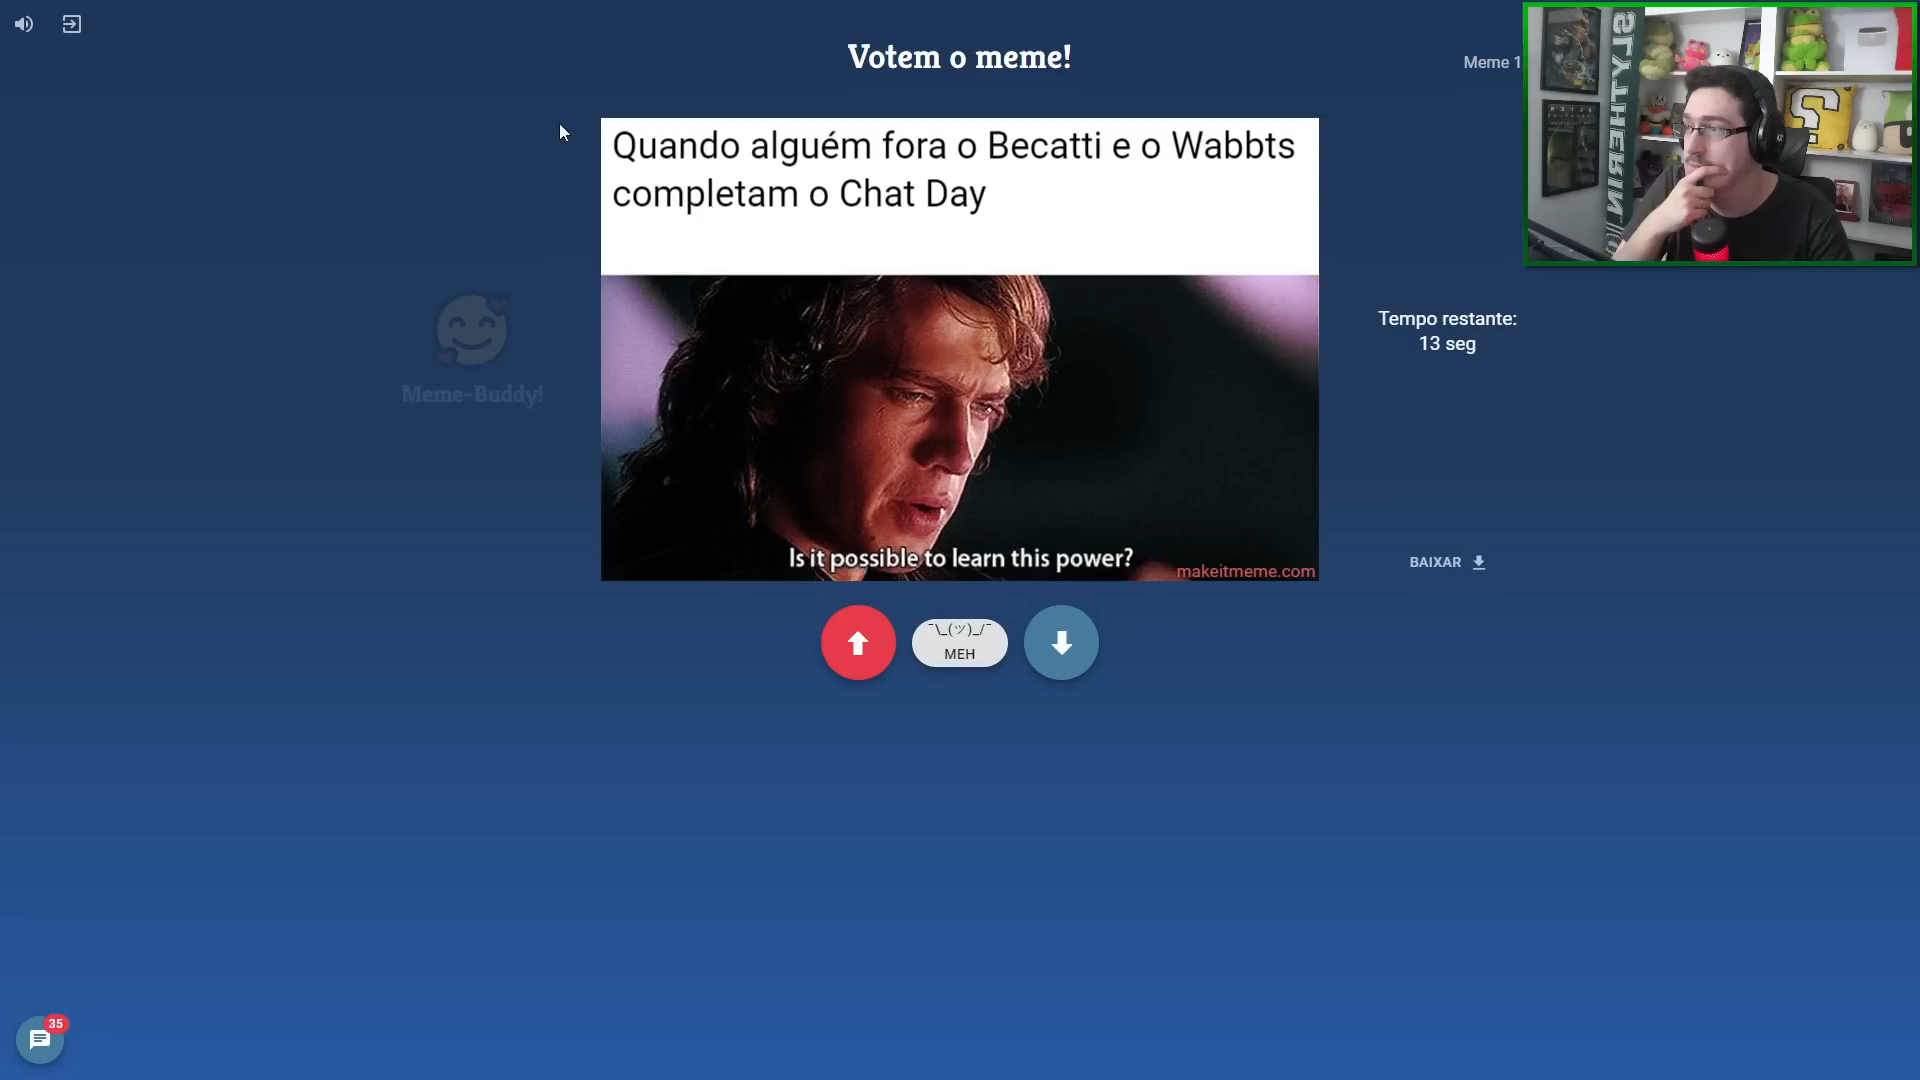 Votem o meme!
Meme 1
Quando alguém fora o Becatti e o Wabbts
completam o Chat Day
SLYTHERIN
Meme-Buddy!
Tempo restante:
13 seg
Is it possible to learn this power?
makeitmeme.com
BAIXAR
¯\_(ツ)_/¯
MEH
35